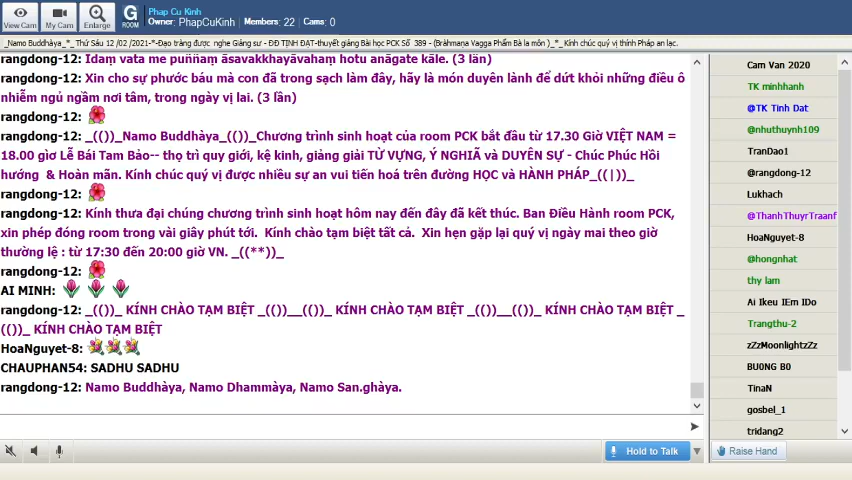 View Cam
My Cam
Enlarge
G
ROOM
Phap Cu Kinh
Owner: PhapCuKinh Members: 22 Cams: 0
_Namo Buddhàya_*_ Thứ Sáu 12 /02 /2021-*-Đạo tràng được nghe Giảng sư - ĐĐ TỊNH ĐẠT-thuyết giảng Bài học PCK Số 389 - (Bràhmaṇa Vagga Phẩm Bà la môn )_*_ Kính chúc quý vị thính Pháp an lạc.
rangdong-12: Idaṃ vata me puññaṃ āsavakkhayāvahaṃ hotu anāgate kāle. (3 lần)
rangdong-12: Xin cho sự phước báu mà con đã trong sạch làm đây, hãy là món duyên lành để dứt khỏi những điều ô
nhiễm ngủ ngầm nơi tâm, trong ngày vị lai. (3 lần)
rangdong-12:
rangdong-12: _(())_Namo Buddhàya_(())_Chương trình sinh hoạt của room PCK bắt đầu từ 17.30 Giờ VIỆT NAM =
18.00 giờ Lễ Bái Tam Bảo-- thọ trì quy giới, kệ kinh, giảng giải TỪ VỰNG, Ý NGHIÃ và DUYÊN SỰ - Chúc Phúc Hồi
hướng & Hoàn mãn. Kính chúc quý vị được nhiều sự an vui tiến hoá trên đường HỌC và HÀNH PHÁP_((|))_
rangdong-12:
rangdong-12: Kính thưa đại chúng chương trình sinh hoạt hôm nay đến đây đã kết thúc. Ban Điều Hành room PCK,
xin phép đóng room trong vài giây phút tới. Kính chào tạm biệt tất cả. Xin hẹn gặp lại quý vị ngày mai theo giờ
thường lệ : từ 17:30 đến 20:00 giờ VN. _((**))_
rangdong-12:
AI MINH:
rangdong-12: _(())_ KÍNH CHÀO TẠM BIỆT _(())__(())_ KÍNH CHÀO TẠM BIỆT _(())__(())_ KÍNH CHÀO TẠM BIỆT _
(())_ KÍNH CHÀO TẠM BIỆT
HoaNguyet-8:
CHAUPHAN54: SADHU SADHU
rangdong-12: Namo Buddhàya, Namo Dhammàya, Namo San.ghàya.
Hold to Talk
Cam Van 2020
TK minhhanh
@TK Tinh Dat
@nhuthuynh109
TranDao1
@rangdong-12
Lukhach
@ThanhThuyrTraanf
HoaNguyet-8
@hongnhat
thy lam
Ai Ikeu IEm IDo
Trangthu-2
zZzMoonlightzZz
BU0NG B0
TinaN
gosbel_1
tridang2
Raise Hand